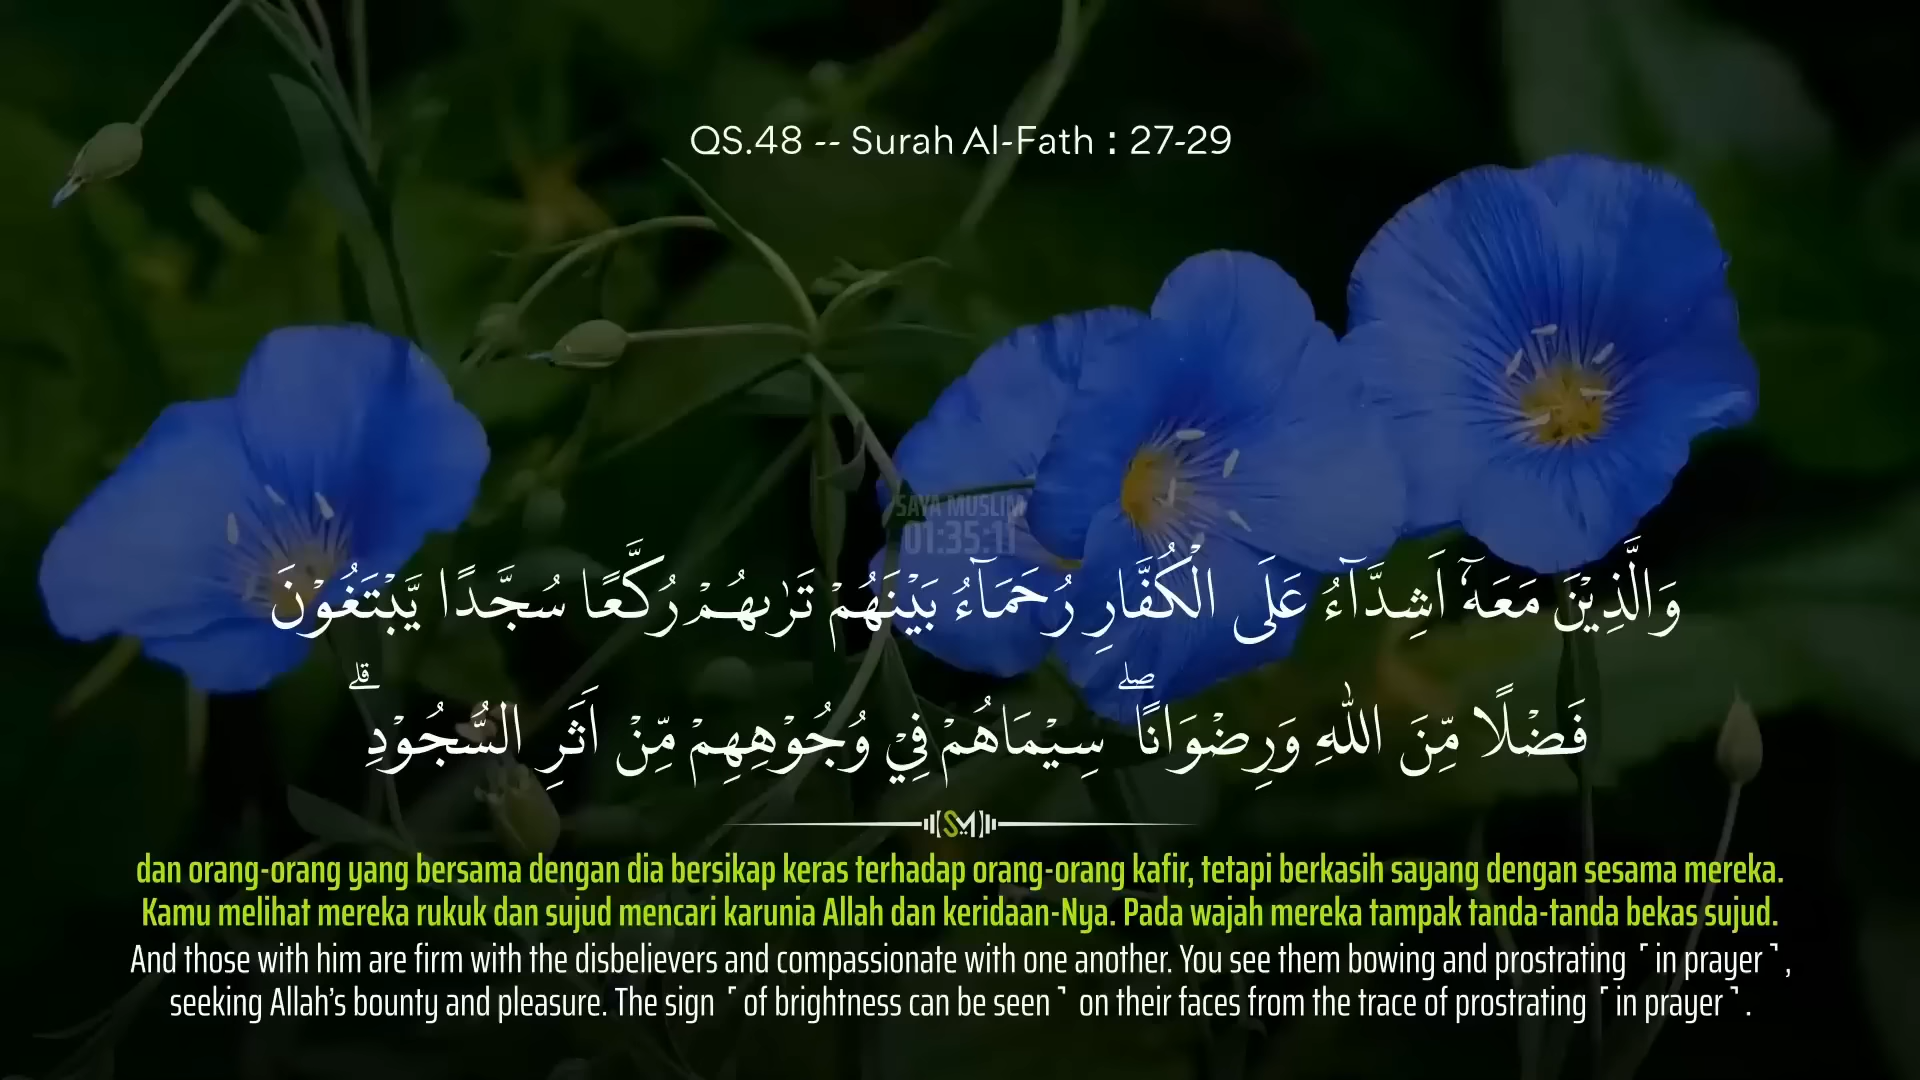 QS.48 -- Surah Al-Fath : 27-29
SAYA MUSLIM
01:35:11
وَالَّذِيْنَ مَعَهٗٓ اَشِدَّاۤءُ عَلَى الْكُفَّارِ رُحَمَاۤءُ بَيْنَهُمْ تَرٰىهُمْ رُكَّعًا سُجَّدًا يَّبْتَغُوْنَ
فَضْلًا مِّنَ اللّٰهِ وَرِضْوَانًا ۖ سِيْمَاهُمْ فِيْ وُجُوْهِهِمْ مِّنْ اَثَرِ السُّجُوْدِ ۗ
SM
dan orang-orang yang bersama dengan dia bersikap keras terhadap orang-orang kafir, tetapi berkasih sayang dengan sesama mereka.
Kamu melihat mereka rukuk dan sujud mencari karunia Allah dan keridaan-Nya. Pada wajah mereka tampak tanda-tanda bekas sujud.
And those with him are firm with the disbelievers and compassionate with one another. You see them bowing and prostrating ˹in prayer˺,
seeking Allah’s bounty and pleasure. The sign ˹of brightness can be seen˺ on their faces from the trace of prostrating ˹in prayer˺.